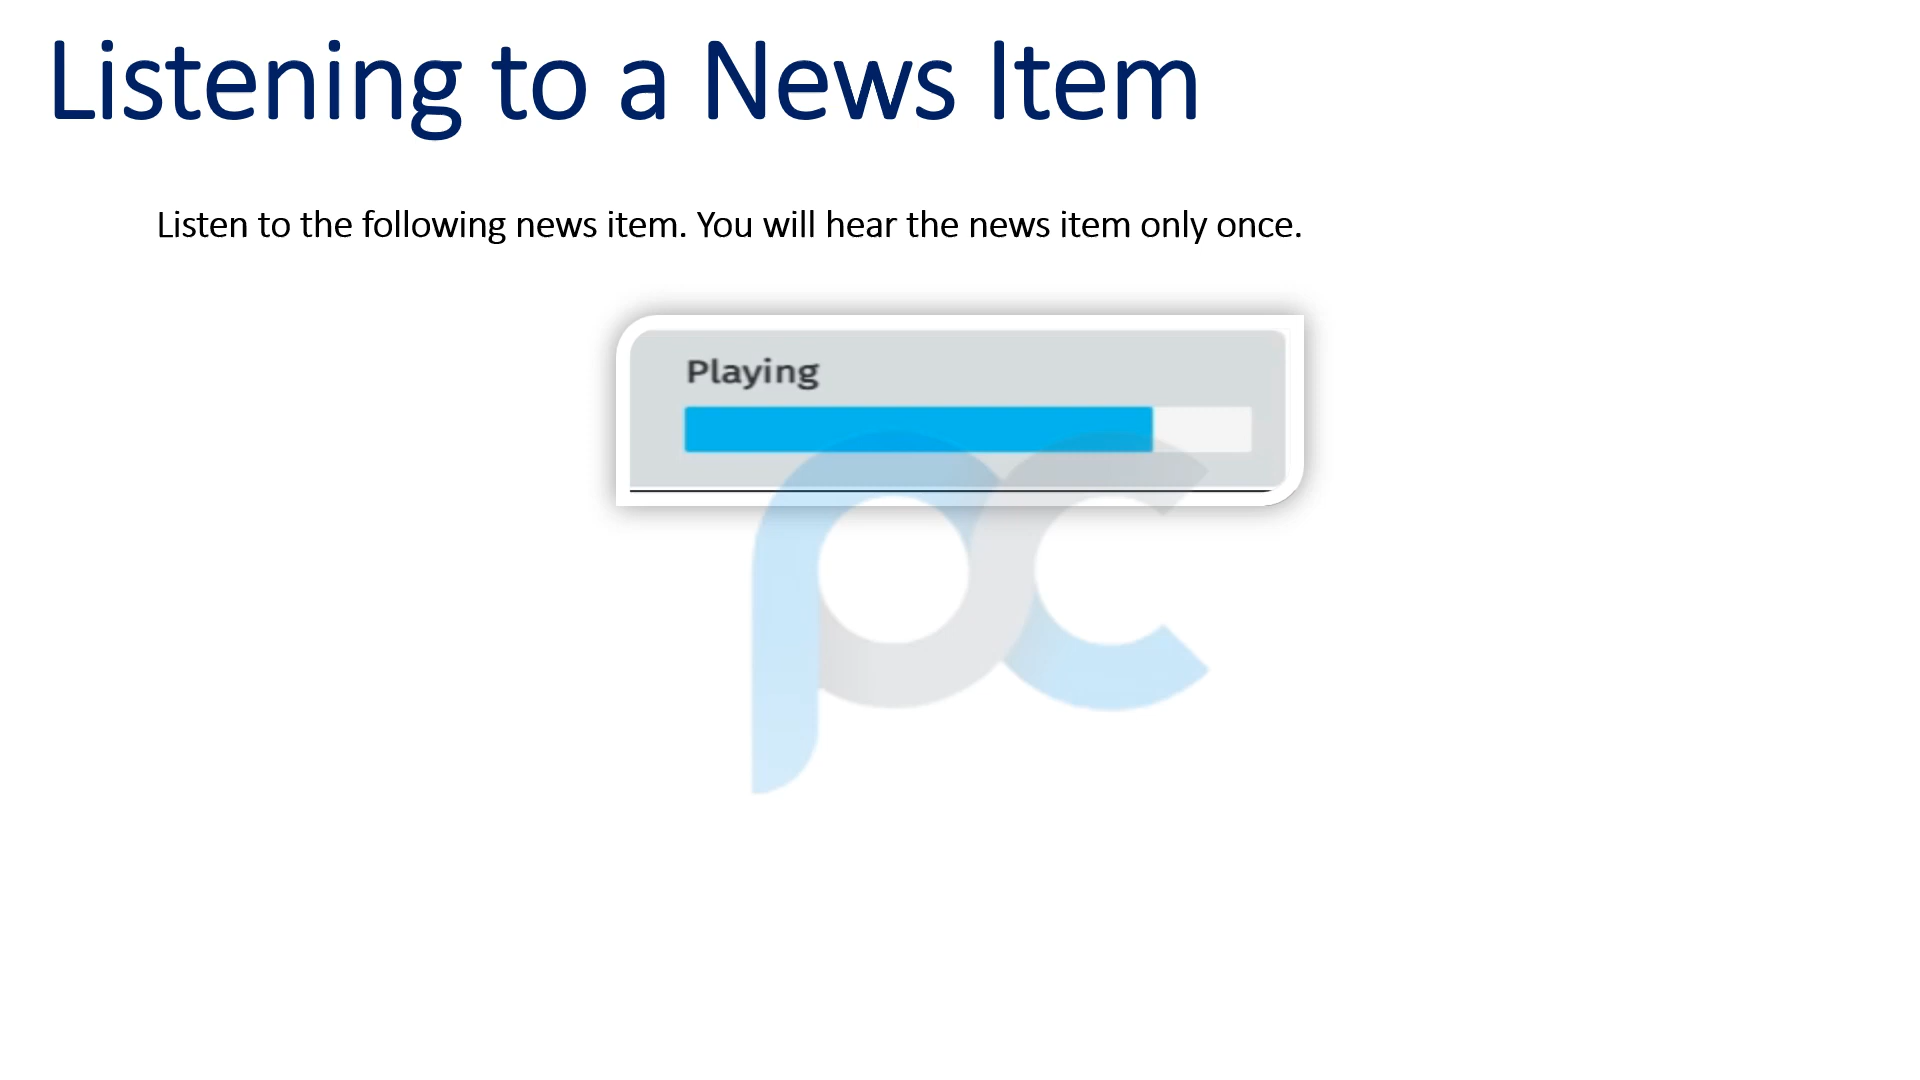 Listening to a News Item
Listen to the following news item. You will hear the news item only once.
Playing